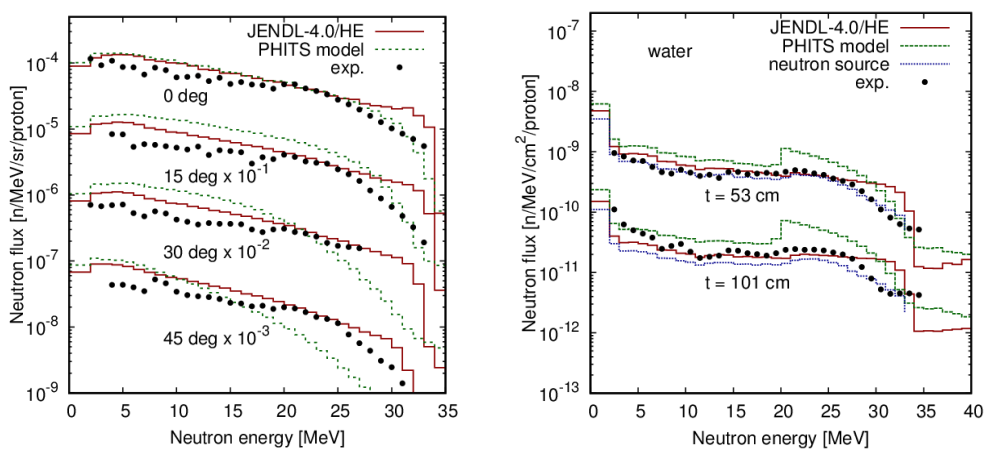 Neutron flux [n/MeV/sr/proton]
10⁻⁴
10⁻⁵
10⁻⁶
10⁻⁷
10⁻⁸
10⁻⁹
JENDL-4.0/HE
PHITS model
exp.
0 deg
15 deg x 10⁻¹
30 deg x 10⁻²
45 deg x 10⁻³
0 5 10 15 20 25 30 35
Neutron energy [MeV]
Neutron flux [n/MeV/cm²/proton]
10⁻⁷
10⁻⁸
10⁻⁹
10⁻¹⁰
10⁻¹¹
10⁻¹²
10⁻¹³
water
JENDL-4.0/HE
PHITS model
neutron source
exp.
t = 53 cm
t = 101 cm
0 5 10 15 20 25 30 35 40
Neutron energy [MeV]